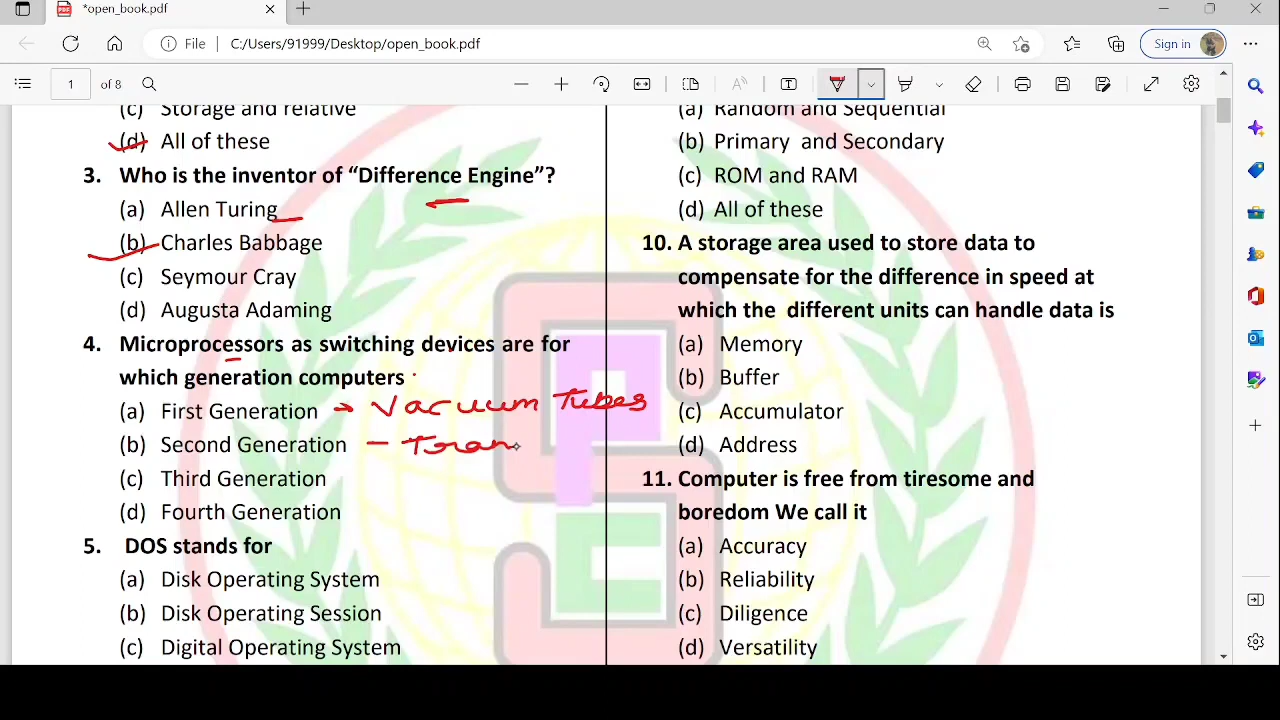 *open_book.pdf
File
C:/Users/91999/Desktop/open_book.pdf
Sign in
1 of 8
(c) Storage and relative
(d) All of these
3. Who is the inventor of “Difference Engine”?
(a) Allen Turing
(b) Charles Babbage
(c) Seymour Cray
(d) Augusta Adaming
4. Microprocessors as switching devices are for
which generation computers
(a) First Generation → Vacuum Tubes
(b) Second Generation – Tran
(c) Third Generation
(d) Fourth Generation
5. DOS stands for
(a) Disk Operating System
(b) Disk Operating Session
(c) Digital Operating System
(a) Random and Sequential
(b) Primary and Secondary
(c) ROM and RAM
(d) All of these
10. A storage area used to store data to
compensate for the difference in speed at
which the different units can handle data is
(a) Memory
(b) Buffer
(c) Accumulator
(d) Address
11. Computer is free from tiresome and
boredom We call it
(a) Accuracy
(b) Reliability
(c) Diligence
(d) Versatility